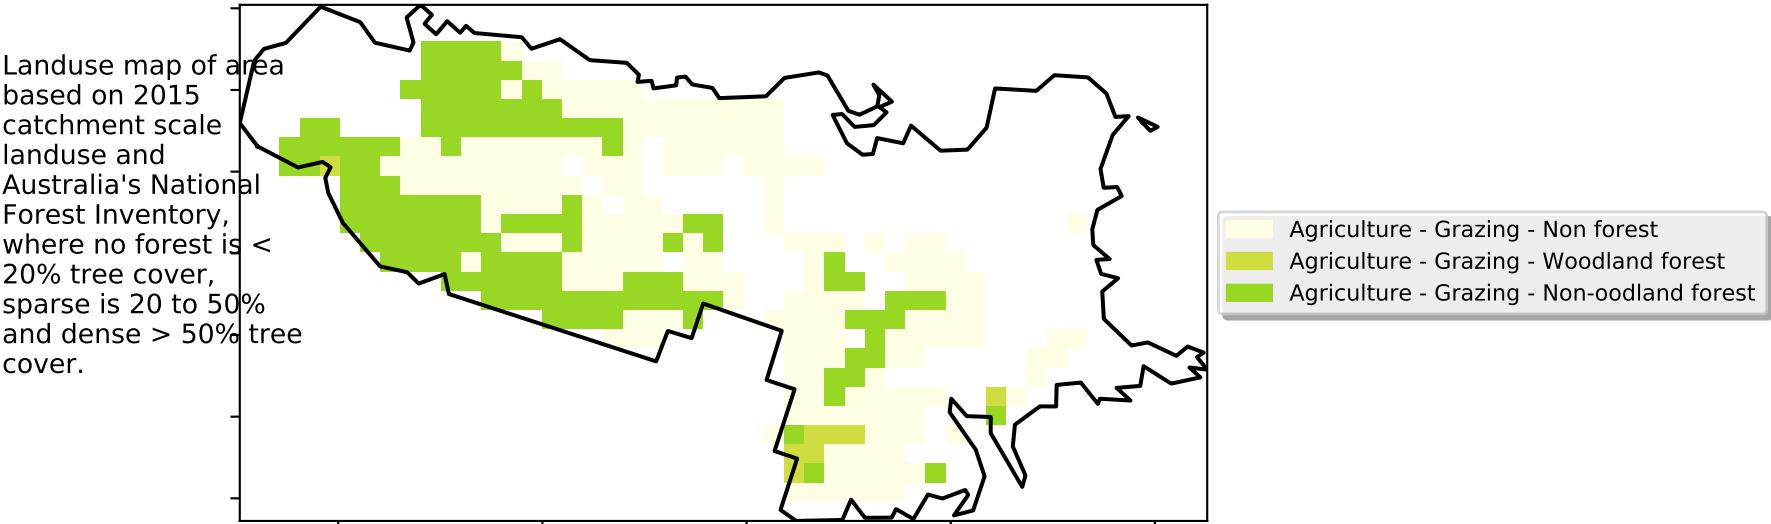 Landuse map of area
based on 2015
catchment scale
landuse and
Australia's National
Forest Inventory,
where no forest is <
20% tree cover,
sparse is 20 to 50%
and dense > 50% tree
cover.
Agriculture - Grazing - Non forest
Agriculture - Grazing - Woodland forest
Agriculture - Grazing - Non-oodland forest